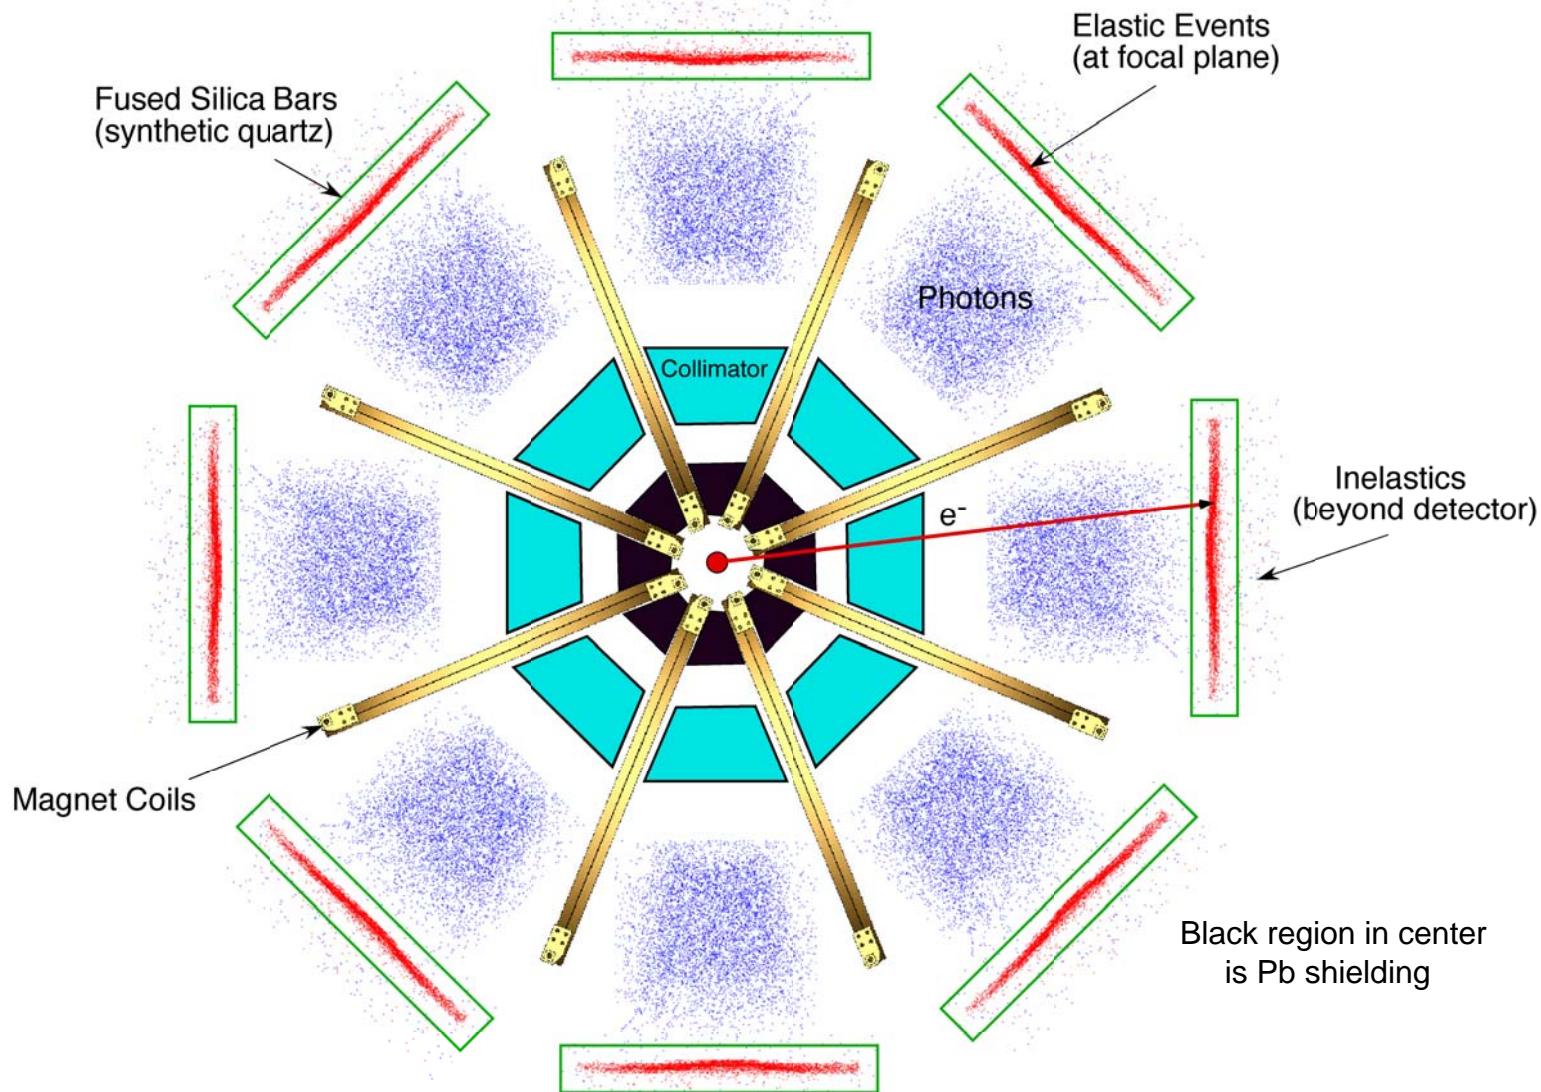 Elastic Events
(at focal plane)
Fused Silica Bars
(synthetic quartz)
Photons
Collimator
Inelastics
(beyond detector)
e-
Magnet Coils
Black region in center
is Pb shielding